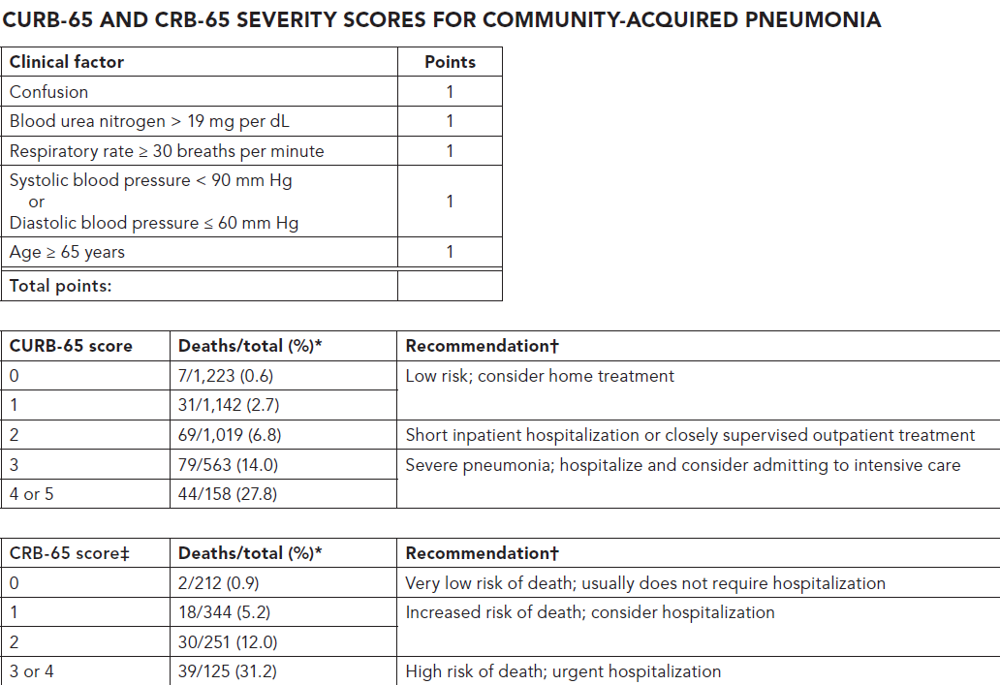 CURB-65 AND CRB-65 SEVERITY SCORES FOR COMMUNITY-ACQUIRED PNEUMONIA
Clinical factor Points
Confusion 1
Blood urea nitrogen > 19 mg per dL 1
Respiratory rate ≥ 30 breaths per minute 1
Systolic blood pressure < 90 mm Hg
or 1
Diastolic blood pressure ≤ 60 mm Hg
Age ≥ 65 years 1
Total points:
CURB-65 score Deaths/total (%)* Recommendation†
0 7/1,223 (0.6) Low risk; consider home treatment
1 31/1,142 (2.7)
2 69/1,019 (6.8) Short inpatient hospitalization or closely supervised outpatient treatment
3 79/563 (14.0) Severe pneumonia; hospitalize and consider admitting to intensive care
4 or 5 44/158 (27.8)
CRB-65 score‡ Deaths/total (%)* Recommendation†
0 2/212 (0.9) Very low risk of death; usually does not require hospitalization
1 18/344 (5.2) Increased risk of death; consider hospitalization
2 30/251 (12.0)
3 or 4 39/125 (31.2) High risk of death; urgent hospitalization